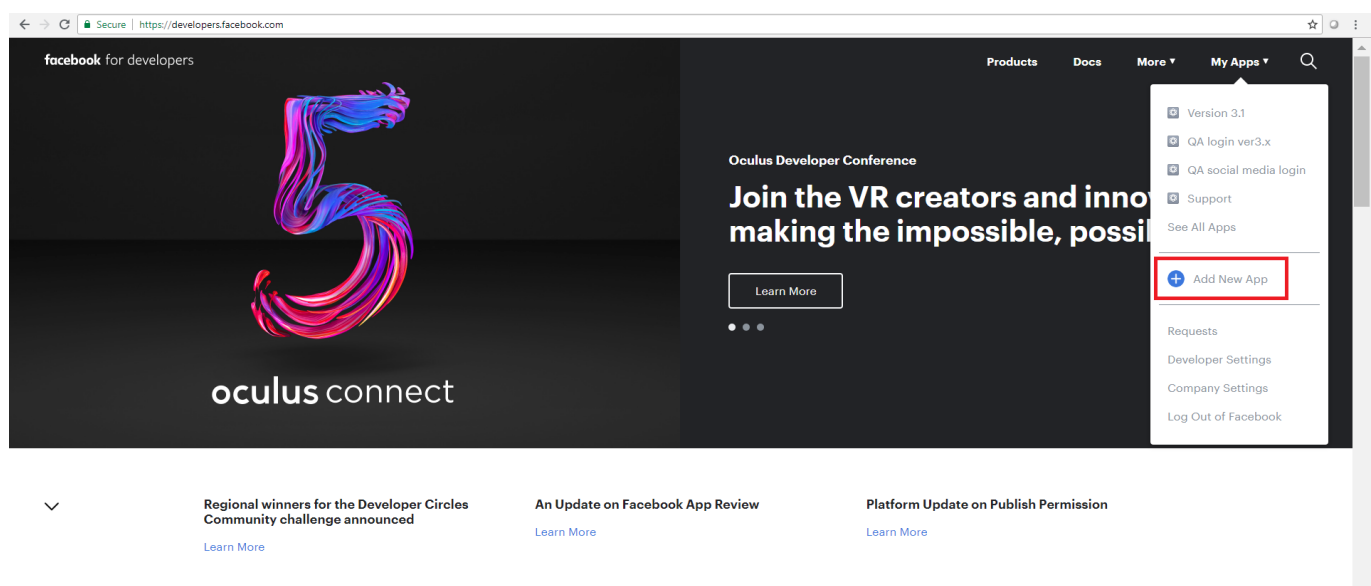 Secure | https://developers.facebook.com
facebook for developers
Products Docs More ▼ My Apps ▼
Version 3.1
QA login ver3.x
QA social media login
Support
See All Apps
Add New App
Requests
Developer Settings
Company Settings
Log Out of Facebook
5
oculus connect
Oculus Developer Conference
Join the VR creators and
making the impossible,
Learn More
Regional winners for the Developer Circles
Community challenge announced
Learn More
An Update on Facebook App Review
Learn More
Platform Update on Publish Permission
Learn More